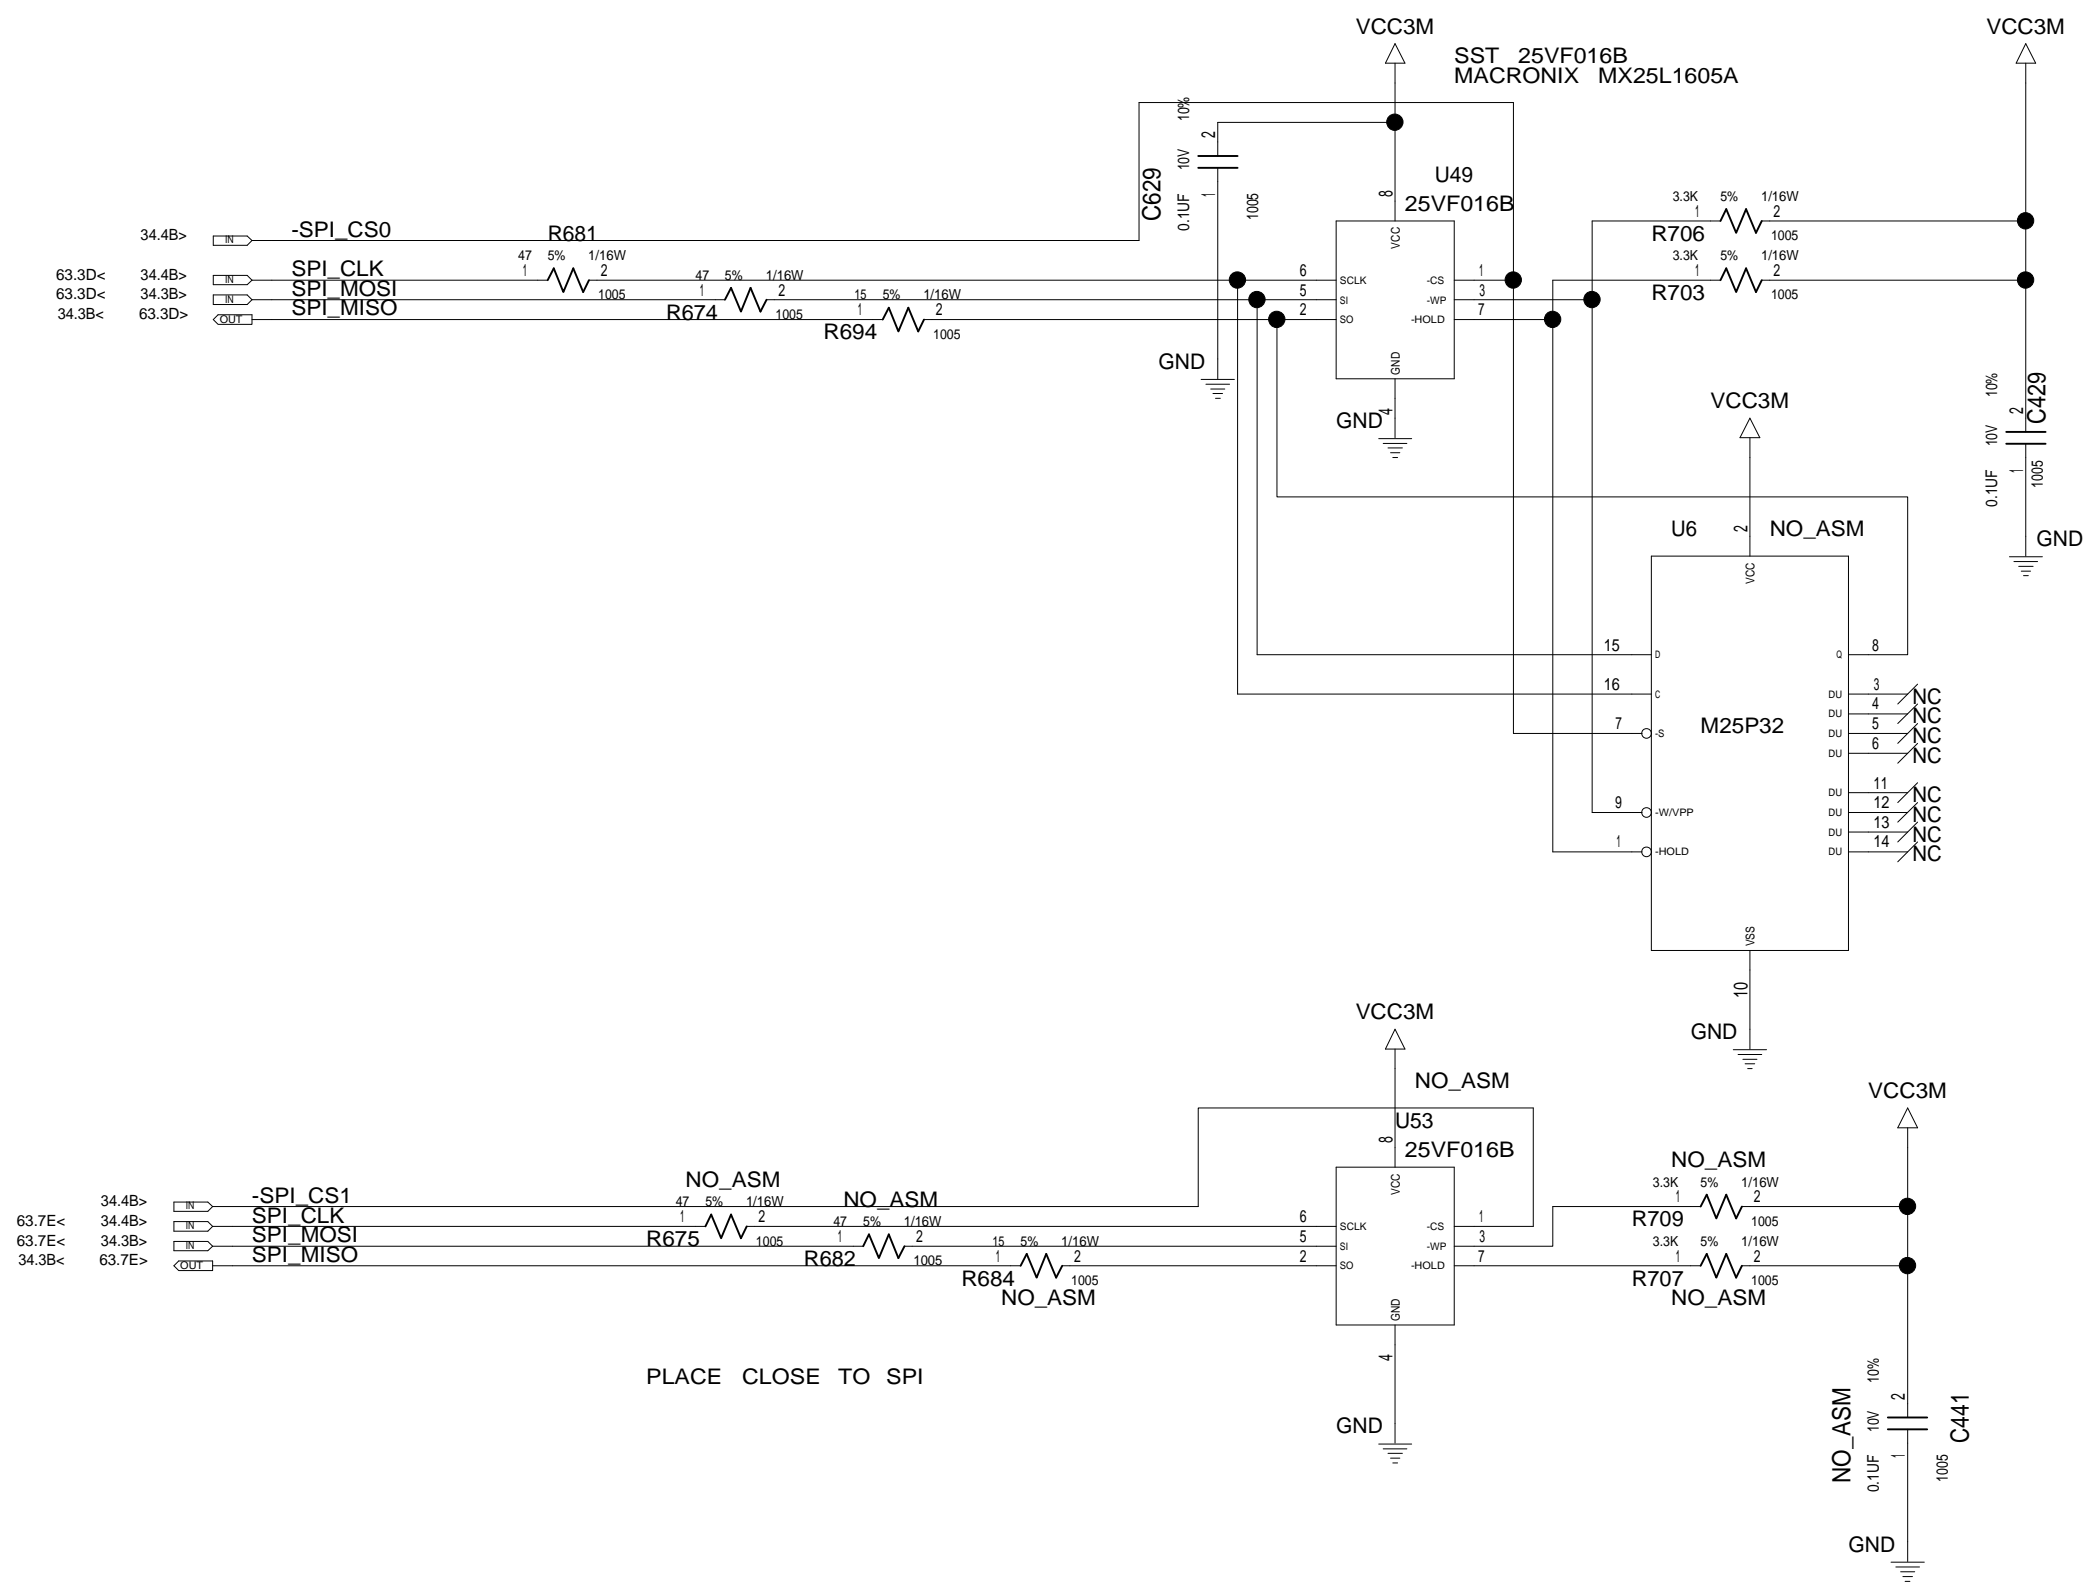 VCC3M
VCC3M
SST 25VF016B
MACRONIX MX25L1605A
C629
0.1UF 10V 10%
2
1
1005
GND
U49
25VF016B
8
VCC
34.4B> IN -SPI_CS0
63.3D< 34.4B> IN SPI_CLK
63.3D< 34.3B> IN SPI_MOSI
34.3B< 63.3D> OUT SPI_MISO
R681
47 5% 1/16W
1 2
1005
47 5% 1/16W
1 2
R674 1005
15 5% 1/16W
1 2
R694 1005
6 SCLK -CS 1
5 SI -WP 3
2 SO -HOLD 7
GND
4
GND
3.3K 5% 1/16W
1 2
R706 1005
3.3K 5% 1/16W
1 2
R703 1005
C429
0.1UF 10V 10%
2
1
1005
GND
VCC3M
U6 2 NO_ASM
VCC
15 D Q 8
16 C DU 3 NC
DU 4 NC
7 -S M25P32 DU 5 NC
DU 6 NC
DU 11 NC
9 -W/VPP DU 12 NC
DU 13 NC
1 -HOLD DU 14 NC
VSS
10
GND
VCC3M
NO_ASM
U53
8
25VF016B
VCC
34.4B> IN -SPI_CS1
63.7E< 34.4B> IN SPI_CLK
63.7E< 34.3B> IN SPI_MOSI
34.3B< 63.7E> OUT SPI_MISO
NO_ASM
47 5% 1/16W
1 2
R675 1005
NO_ASM
47 5% 1/16W
1 2
R682 1005
15 5% 1/16W
1 2
R684 1005
NO_ASM
6 SCLK -CS 1
5 SI -WP 3
2 SO -HOLD 7
GND
4
GND
VCC3M
NO_ASM
3.3K 5% 1/16W
1 2
R709 1005
3.3K 5% 1/16W
1 2
R707 1005
NO_ASM
PLACE CLOSE TO SPI
NO_ASM
0.1UF 10V 10%
2
1
1005
C441
GND